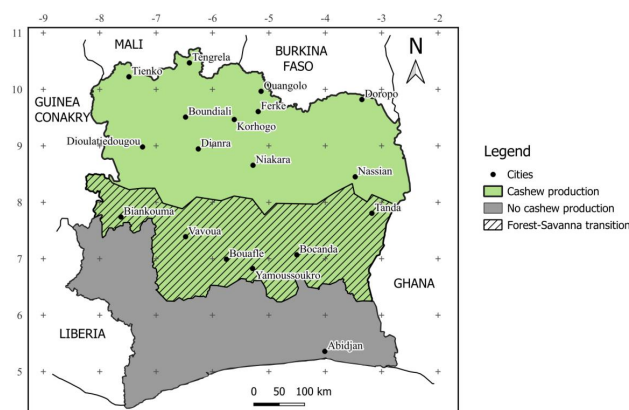 -9 -8 -7 -6 -5 -4 -3 -2
11
10
9
8
7
6
5
MALI
BURKINA
FASO
N
GUINEA
CONAKRY
Tengrela
Tienko
Ouangolo
Doropo
Ferke
Boundiali
Korhogo
Dioulatiedougou
Dianra
Niakara
Nassian
Biankouma
Tanda
Vavoua
Bouafle
Bocanda
Yamoussoukro
GHANA
LIBERIA
Abidjan
0 50 100 km
Legend
Cities
Cashew production
No cashew production
Forest-Savanna transition